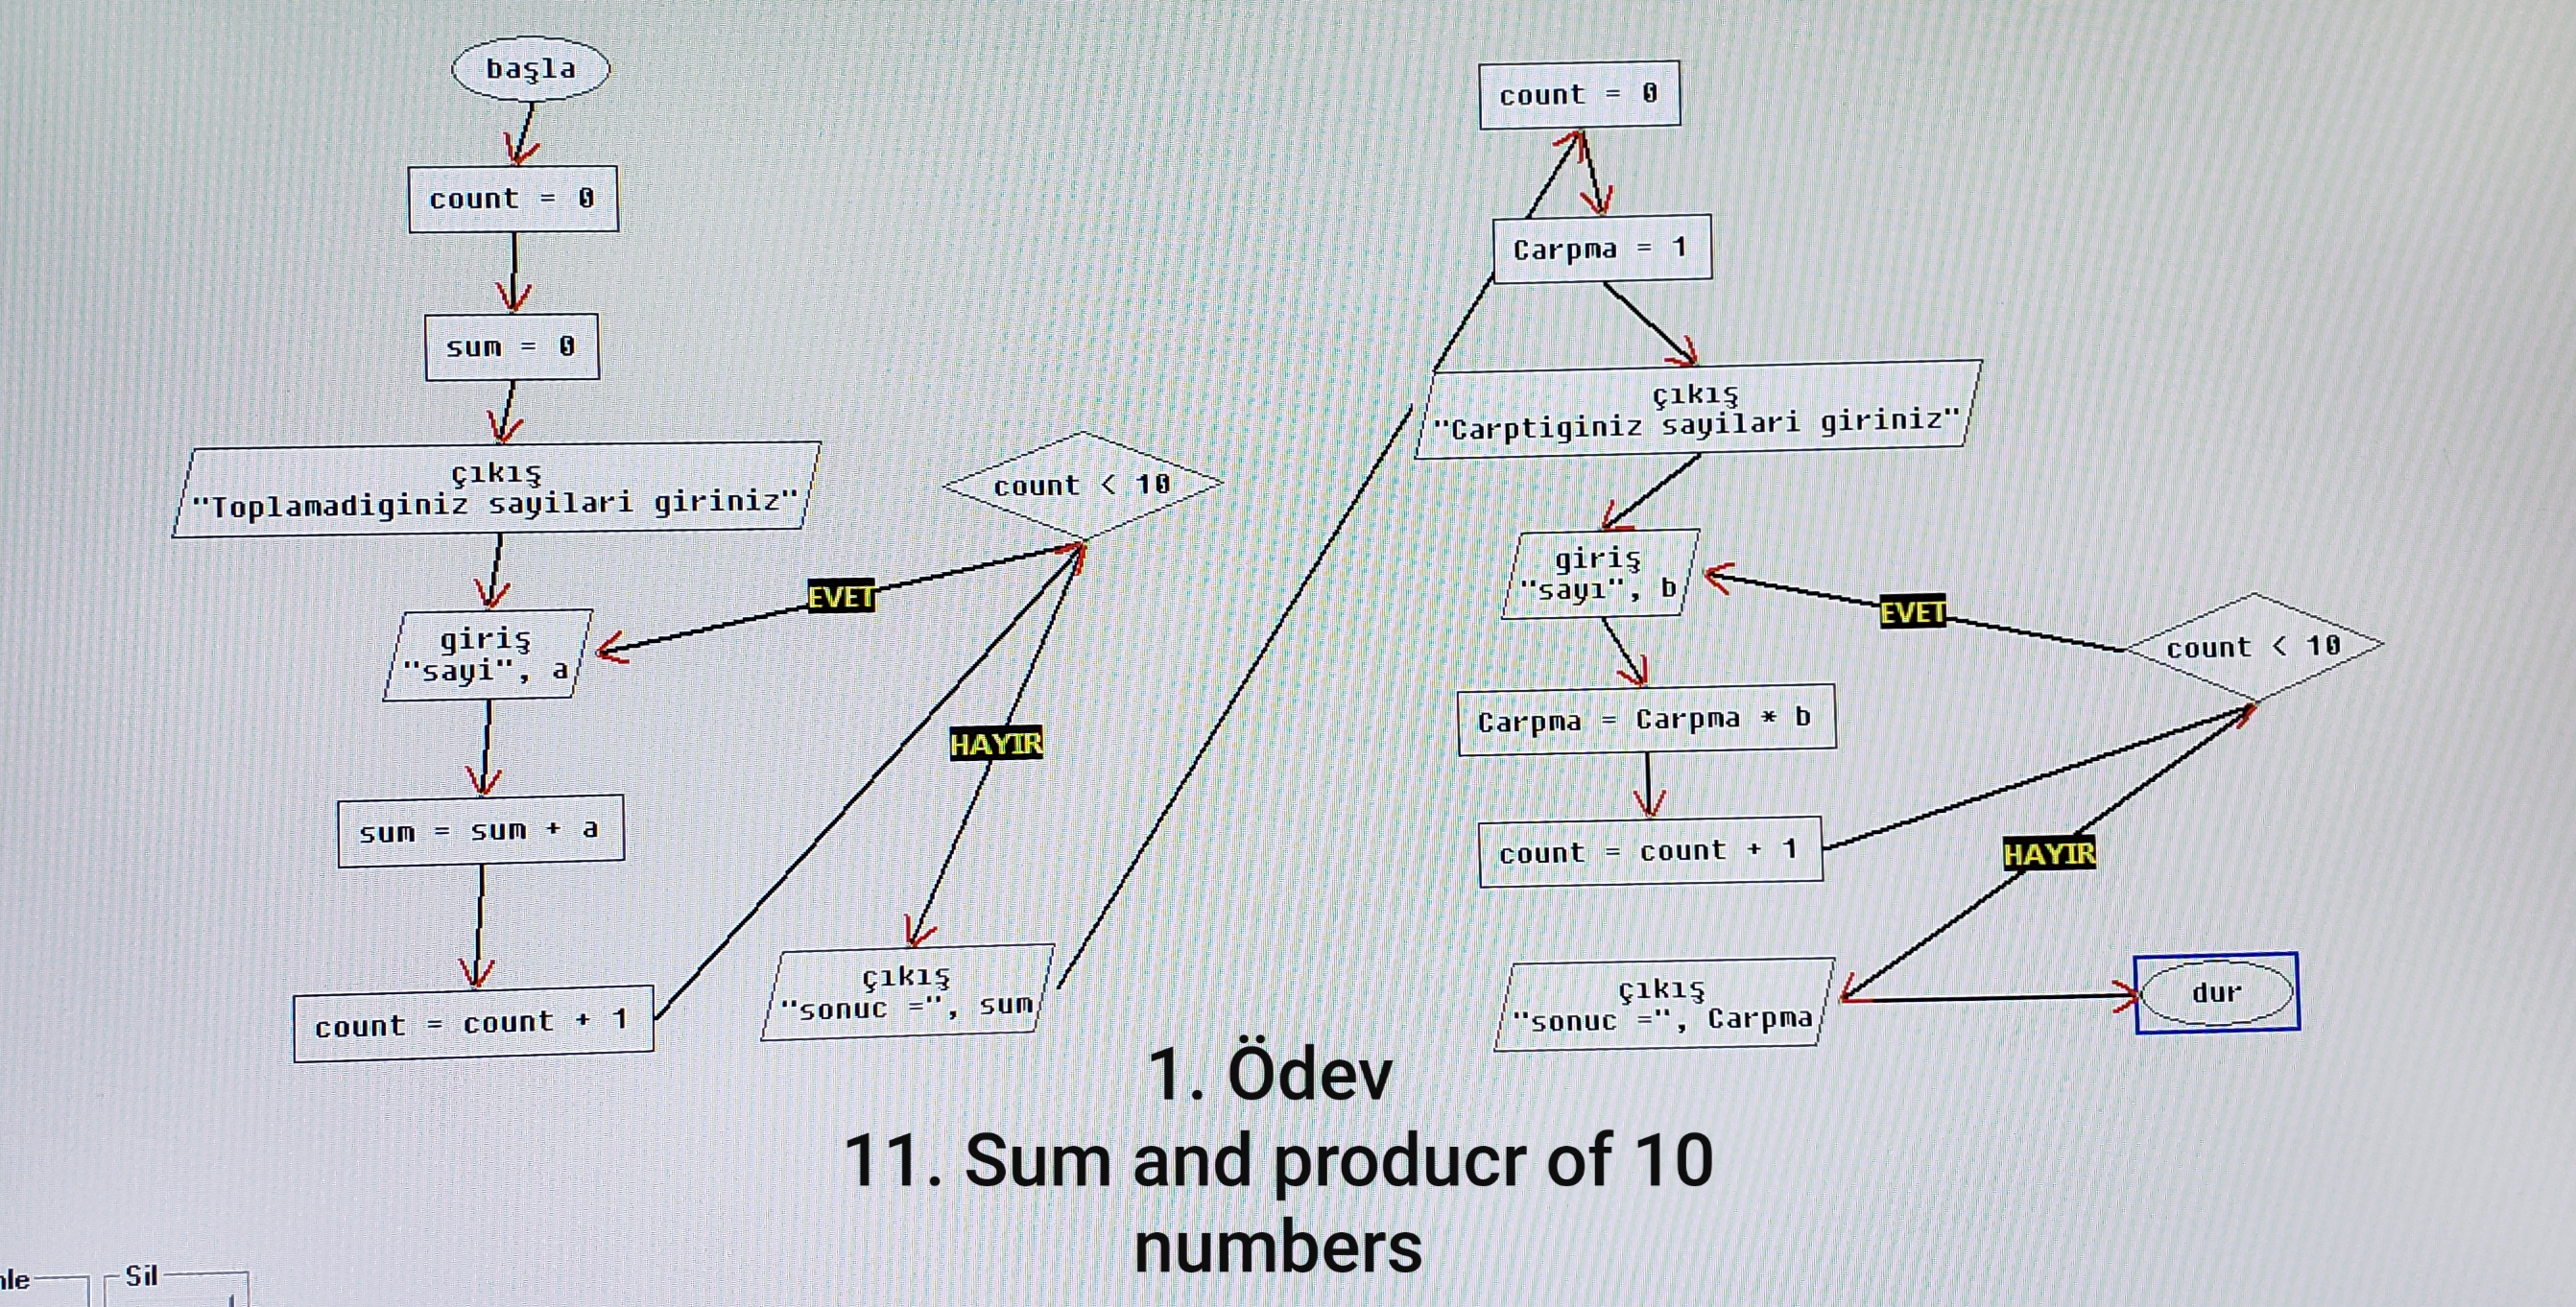 başla
count = 0
sum = 0
çıkış
"Toplamadiginiz sayilari giriniz"
giriş
"sayi", a
sum = sum + a
count = count + 1
count < 10
EVET
HAYIR
çıkış
"sonuc =", sum
count = 0
Carpma = 1
çıkış
"Carptiginiz sayilari giriniz"
giriş
"sayı", b
Carpma = Carpma * b
count = count + 1
count < 10
EVET
HAYIR
çıkış
"sonuc =", Carpma
dur
1. Ödev
11. Sum and producr of 10
numbers
Sil